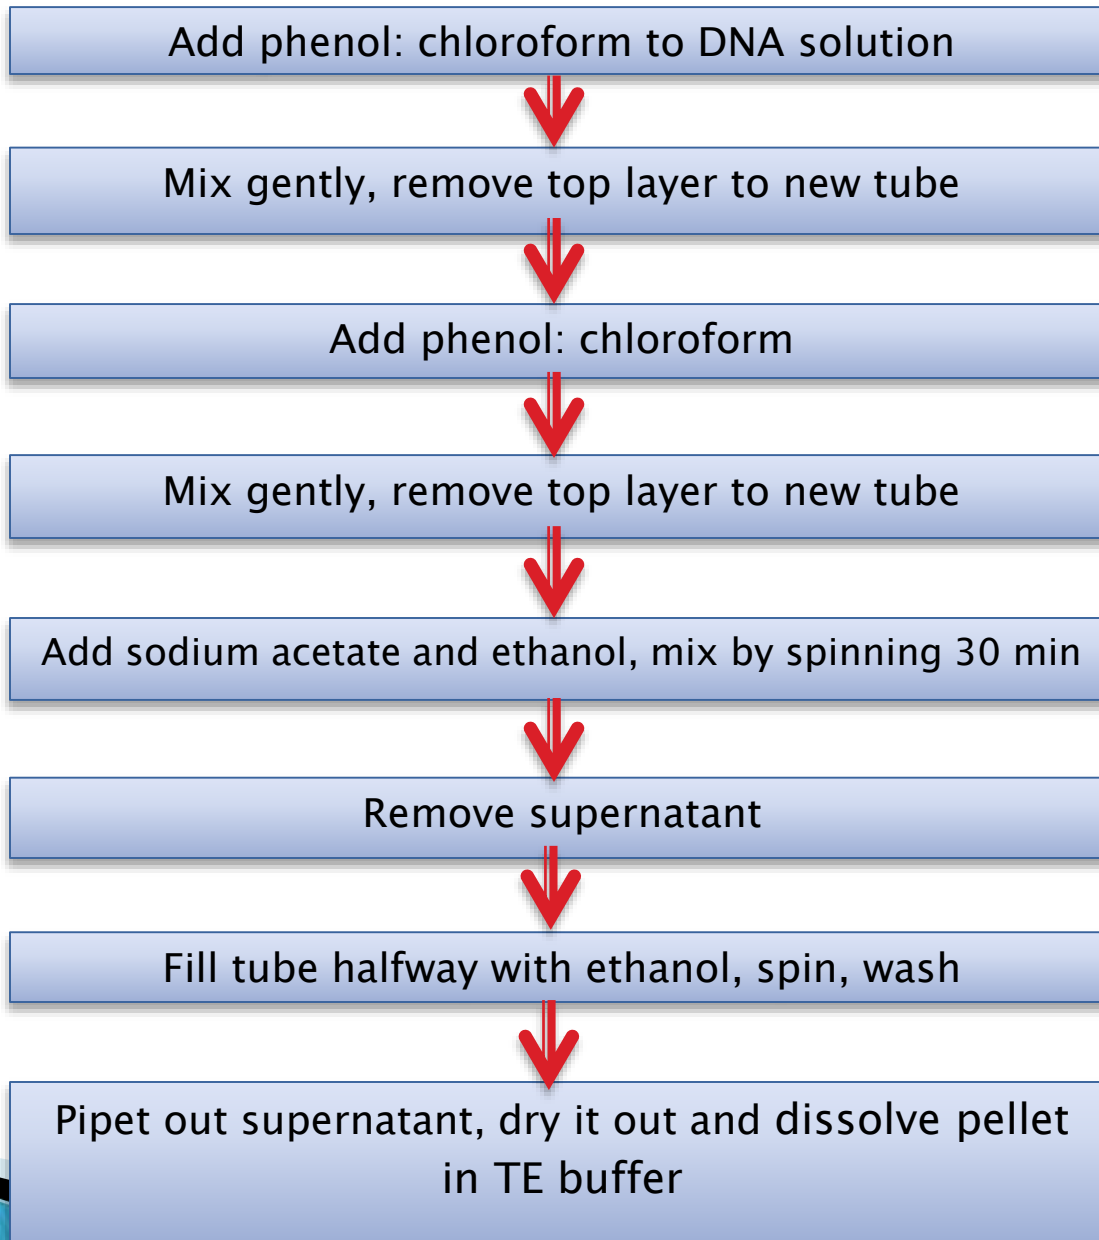 Add phenol: chloroform to DNA solution
Mix gently, remove top layer to new tube
Add phenol: chloroform
Mix gently, remove top layer to new tube
Add sodium acetate and ethanol, mix by spinning 30 min
Remove supernatant
Fill tube halfway with ethanol, spin, wash
Pipet out supernatant, dry it out and dissolve pellet
in TE buffer